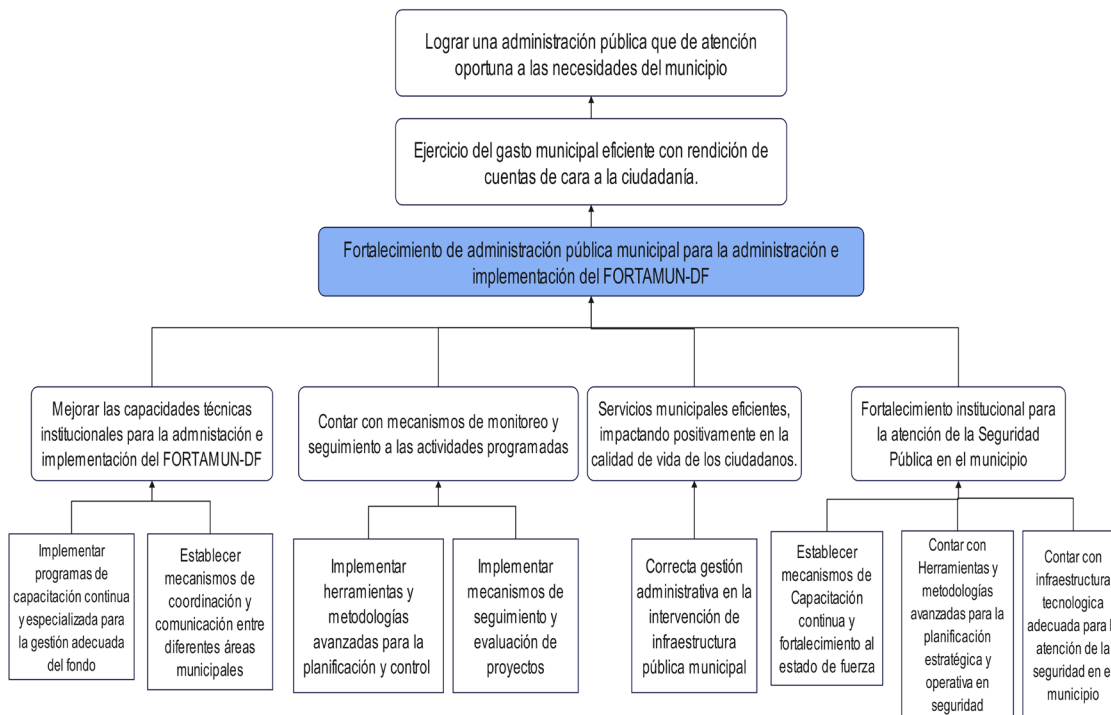 Lograr una administración pública que de atención
oportuna a las necesidades del municipio
Ejercicio del gasto municipal eficiente con rendición de
cuentas de cara a la ciudadanía.
Fortalecimiento de administración pública municipal para la administración e
implementación del FORTAMUN-DF
Mejorar las capacidades técnicas
institucionales para la admnistación e
implementación del FORTAMUN-DF
Contar con mecanismos de monitoreo y
seguimiento a las actividades programadas
Servicios municipales eficientes,
impactando positivamente en la
calidad de vida de los ciudadanos.
Fortalecimiento institucional para
la atención de la Seguridad
Pública en el municipio
Implementar
programas de
capacitación continua
y especializada para
la gestión adecuada
del fondo
Establecer
mecanismos de
coordinación y
comunicación entre
diferentes áreas
municipales
Implementar
herramientas y
metodologías
avanzadas para la
planificación y control
Implementar
mecanismos de
seguimiento y
evaluación de
proyectos
Correcta gestión
administrativa en la
intervención de
infraestructura
pública municipal
Establecer
mecanismos de
Capacitación
continua y
fortalecimiento al
estado de fuerza
Contar con
Herramientas y
metodologías
avanzadas para la
planificación
estratégica y
operativa en
seguridad
Contar con
infraestructura
tecnologica
adecuada para l
atención de la
seguridad en e
municipio